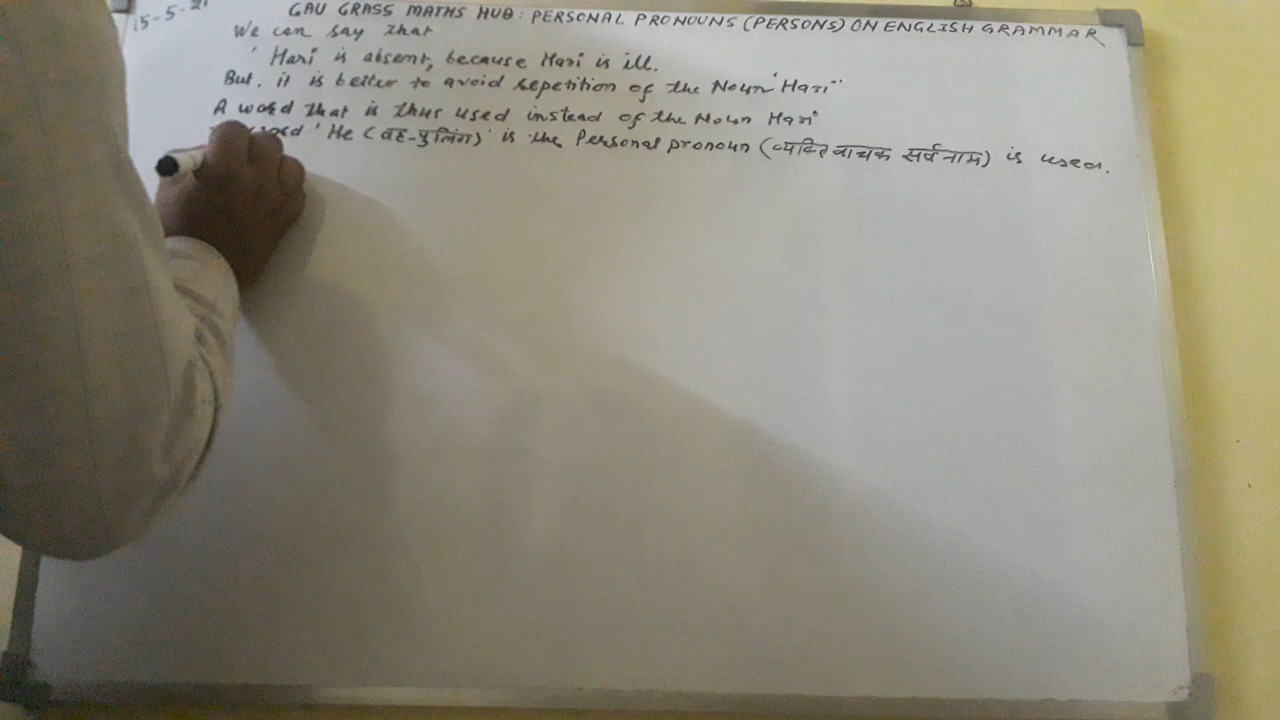 15-5-21
GAU GRASS MATHS HUB: PERSONAL PRONOUNS (PERSONS) ON ENGLISH GRAMMAR
We can say that
' Hari is absent, because Hari is ill.
But. it is better to avoid repetition of the Noun 'Hari''
A word that is thus used instead of the Noun Hari'
'He (वह-पुलिंग)' is the Personal pronoun (व्यक्ति वाचक सर्वनाम) is used.